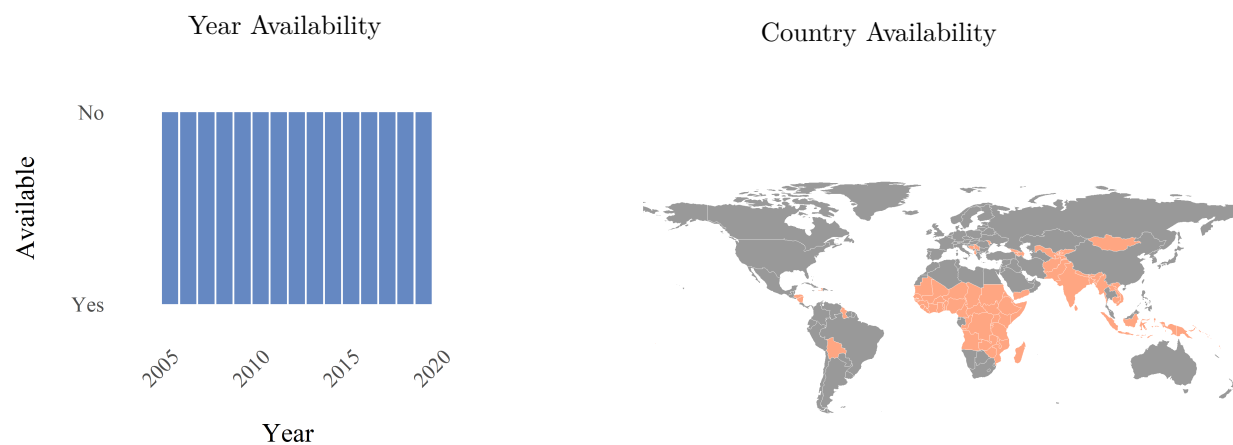 Year Availability
Country Availability
No
Available
Yes
2005
2010
2015
2020
Year